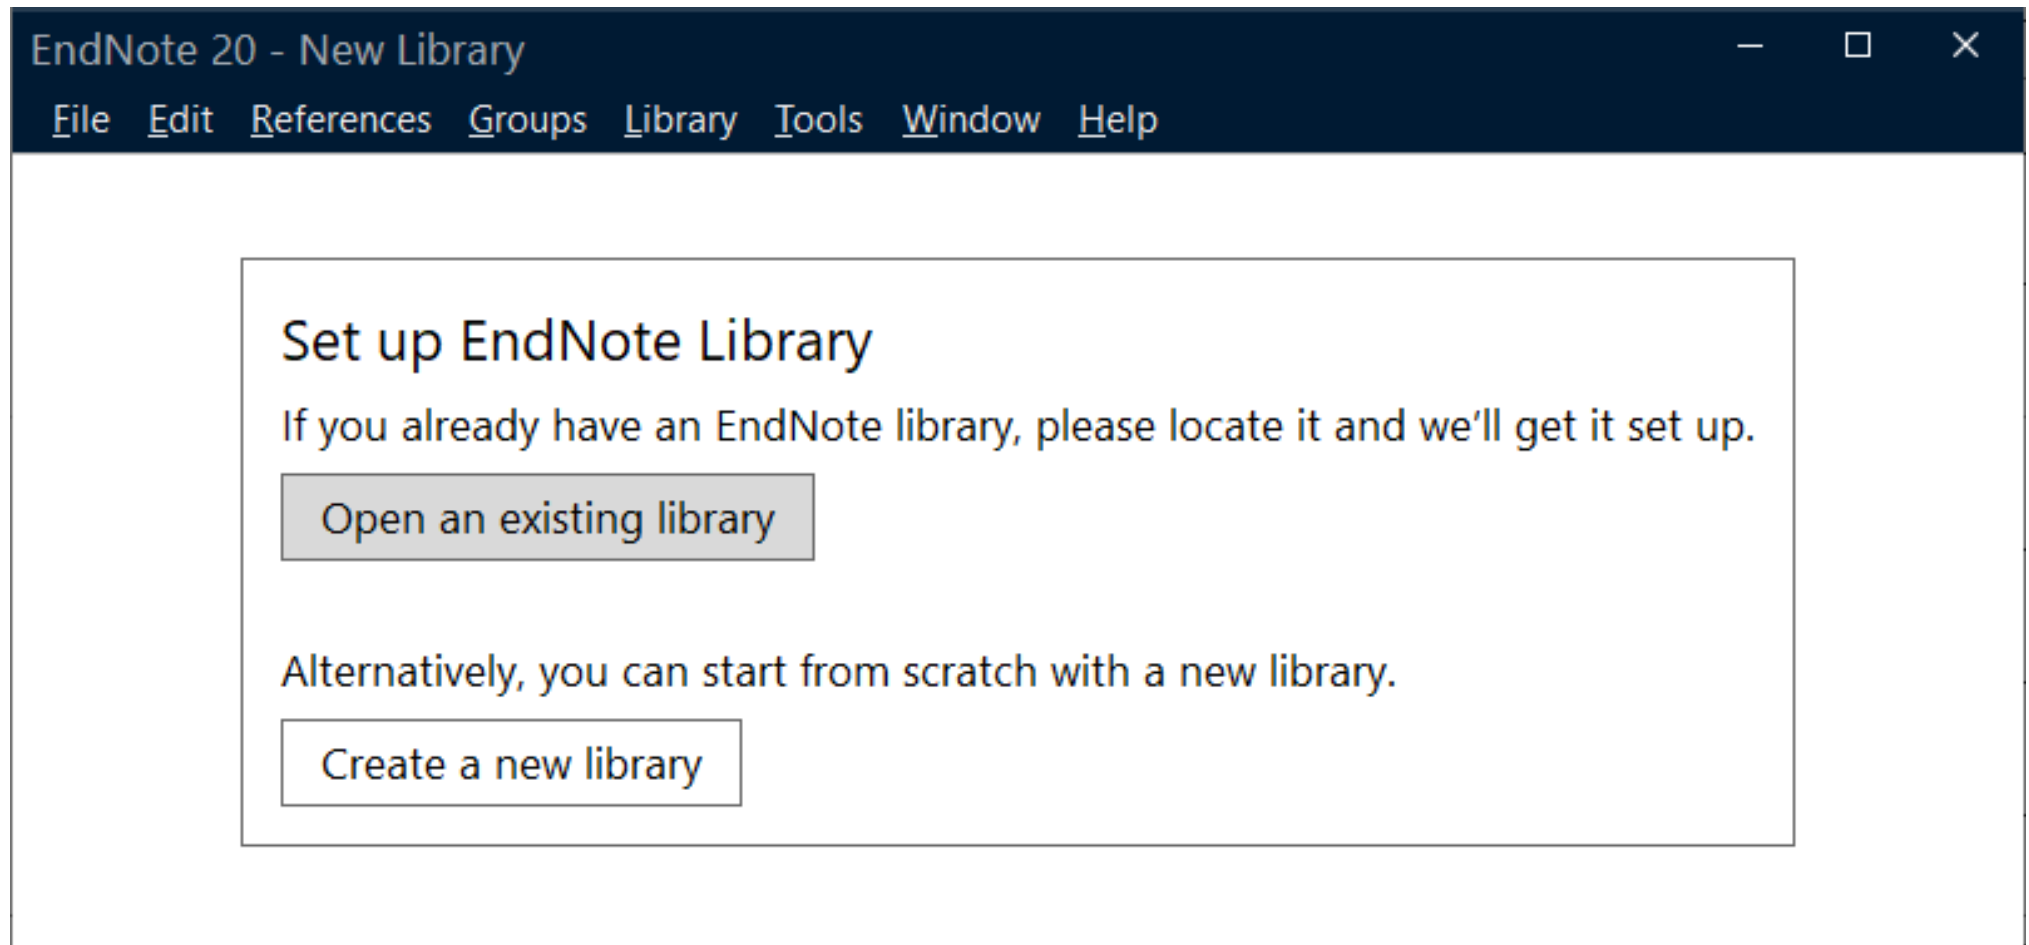 EndNote 20 - New Library
File Edit References Groups Library Tools Window Help
Set up EndNote Library
If you already have an EndNote library, please locate it and we’ll get it set up.
Open an existing library
Alternatively, you can start from scratch with a new library.
Create a new library